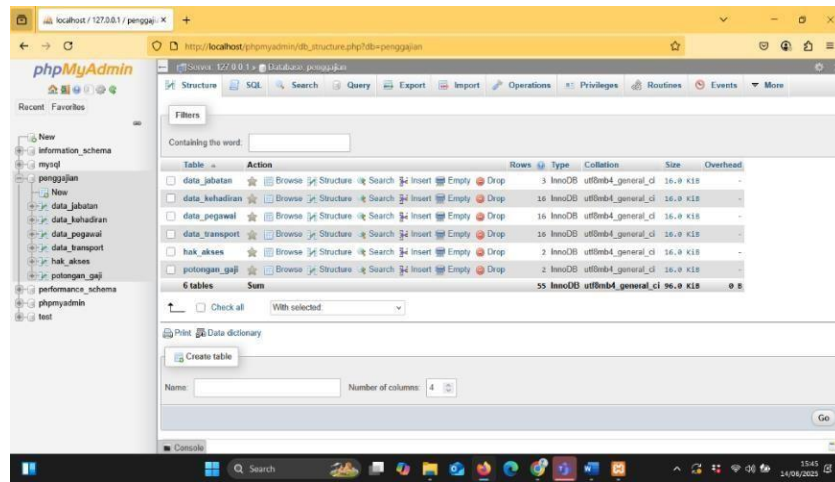 localhost / 127.0.0.1 / penggaji
http://localhost/phpmyadmin/db_structure.php?db=penggajian
phpMyAdmin
Recent Favorites
New
information_schema
mysql
penggajian
New
data_jabatan
data_kehadiran
data_pegawai
data_transport
hak_akses
potongan_gaji
performance_schema
phpmyadmin
test
Server: 127.0.0.1 » Database: penggajian
Structure SQL Search Query Export Import Operations Privileges Routines Events More
Filters
Containing the word:
Table Action Rows Type Collation Size Overhead
data_jabatan Browse Structure Search Insert Empty Drop 3 InnoDB utf8mb4_general_ci 16.0 KiB -
data_kehadiran Browse Structure Search Insert Empty Drop 16 InnoDB utf8mb4_general_ci 16.0 KiB -
data_pegawai Browse Structure Search Insert Empty Drop 16 InnoDB utf8mb4_general_ci 16.0 KiB -
data_transport Browse Structure Search Insert Empty Drop 16 InnoDB utf8mb4_general_ci 16.0 KiB -
hak_akses Browse Structure Search Insert Empty Drop 2 InnoDB utf8mb4_general_ci 16.0 KiB -
potongan_gaji Browse Structure Search Insert Empty Drop 2 InnoDB utf8mb4_general_ci 16.0 KiB -
6 tables Sum 55 InnoDB utf8mb4_general_ci 96.0 KiB 0 B
Check all With selected:
Print Data dictionary
Create table
Name: Number of columns: 4
Go
Console
Search
15:45
14/08/2025